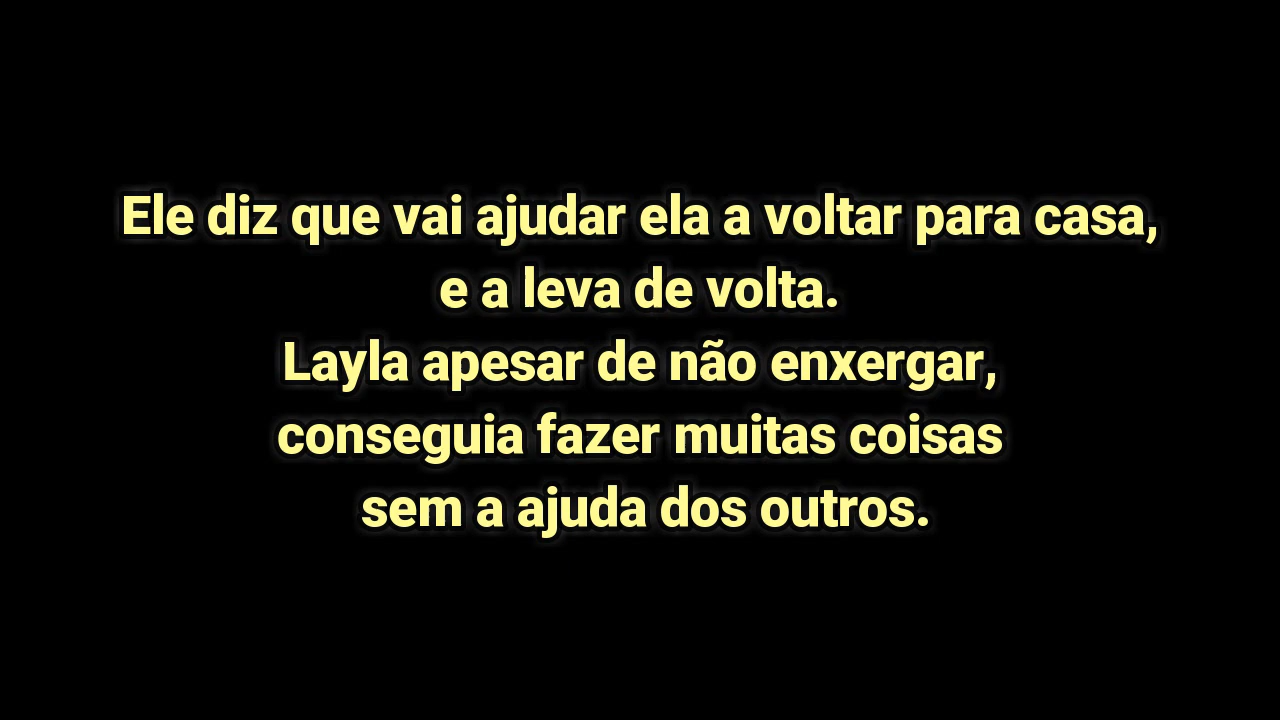 Ele diz que vai ajudar ela a voltar para casa,
e a leva de volta.
Layla apesar de não enxergar,
conseguia fazer muitas coisas
sem a ajuda dos outros.